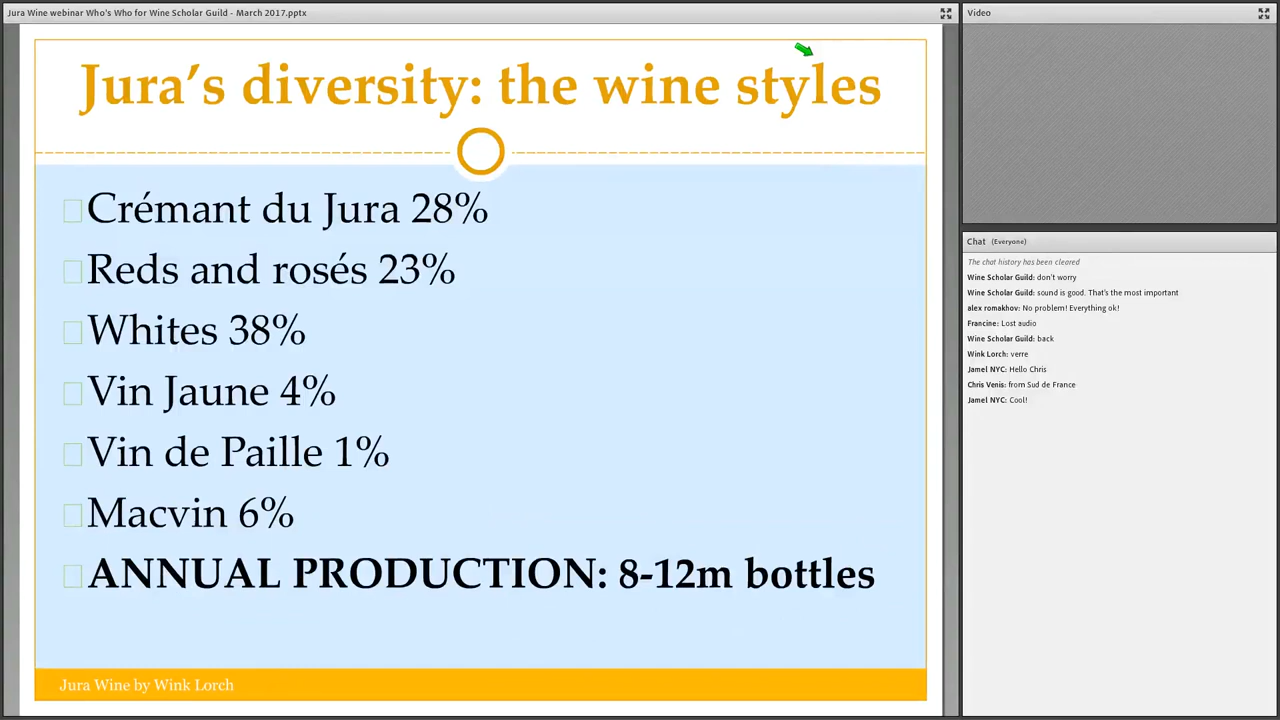 Jura Wine webinar Who's Who for Wine Scholar Guild - March 2017.pptx
Jura’s diversity: the wine styles
Crémant du Jura 28%
Reds and rosés 23%
Whites 38%
Vin Jaune 4%
Vin de Paille 1%
Macvin 6%
ANNUAL PRODUCTION: 8-12m bottles
Jura Wine by Wink Lorch
Video
Chat (Everyone)
The chat history has been cleared
Wine Scholar Guild: don't worry
Wine Scholar Guild: sound is good. That's the most important
alex romakhov: No problem! Everything ok!
Francine: Lost audio
Wine Scholar Guild: back
Wink Lorch: verre
Jamel NYC: Hello Chris
Chris Venis: from Sud de France
Jamel NYC: Cool!